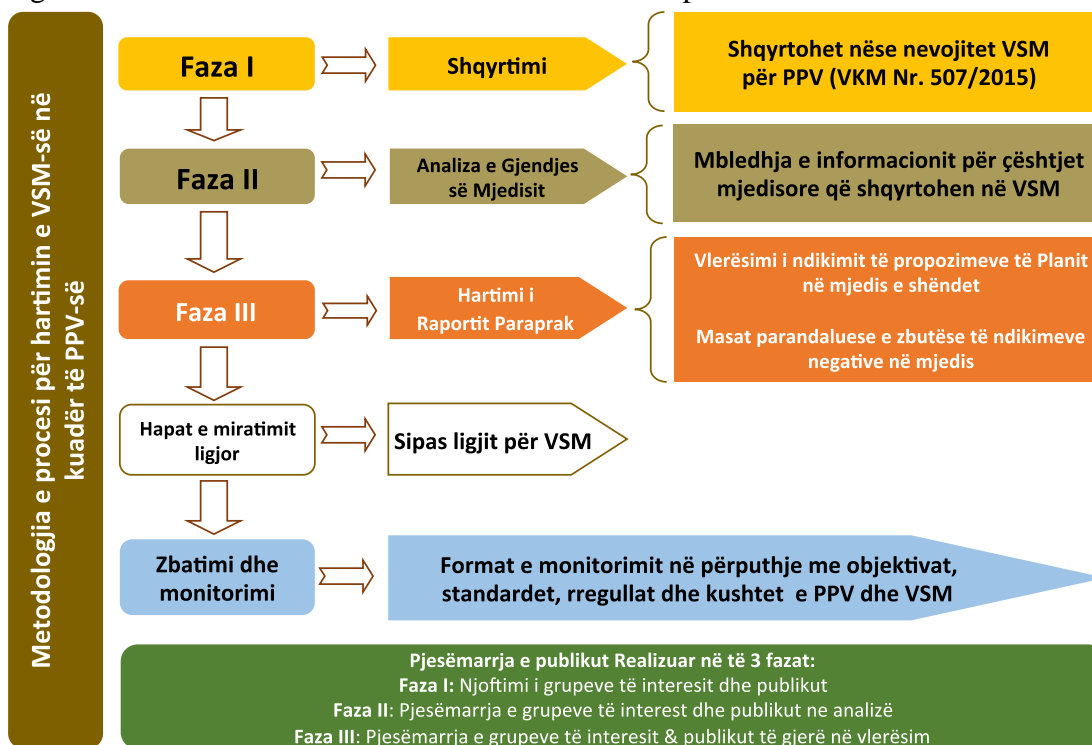 Metodologjia e procesi për hartimin e VSM-së në
kuadër të PPV-së
Faza I
Shqyrtimi
Shqyrtohet nëse nevojitet VSM
për PPV (VKM Nr. 507/2015)
Faza II
Analiza e Gjendjes
së Mjedisit
Mbledhja e informacionit për çështjet
mjedisore që shqyrtohen në VSM
Faza III
Hartimi i
Raportit Paraprak
Vlerësimi i ndikimit të propozimeve të Planit
në mjedis e shëndet
Masat parandaluese e zbutëse të ndikimeve
negative në mjedis
Hapat e miratimit
ligjor
Sipas ligjit për VSM
Zbatimi dhe
monitorimi
Format e monitorimit në përputhje me objektivat,
standardet, rregullat dhe kushtet e PPV dhe VSM
Pjesëmarrja e publikut Realizuar në të 3 fazat:
Faza I: Njoftimi i grupeve të interesit dhe publikut
Faza II: Pjesëmarrja e grupeve të interest dhe publikut ne analizë
Faza III: Pjesëmarrja e grupeve të interesit & publikut të gjerë në vlerësim